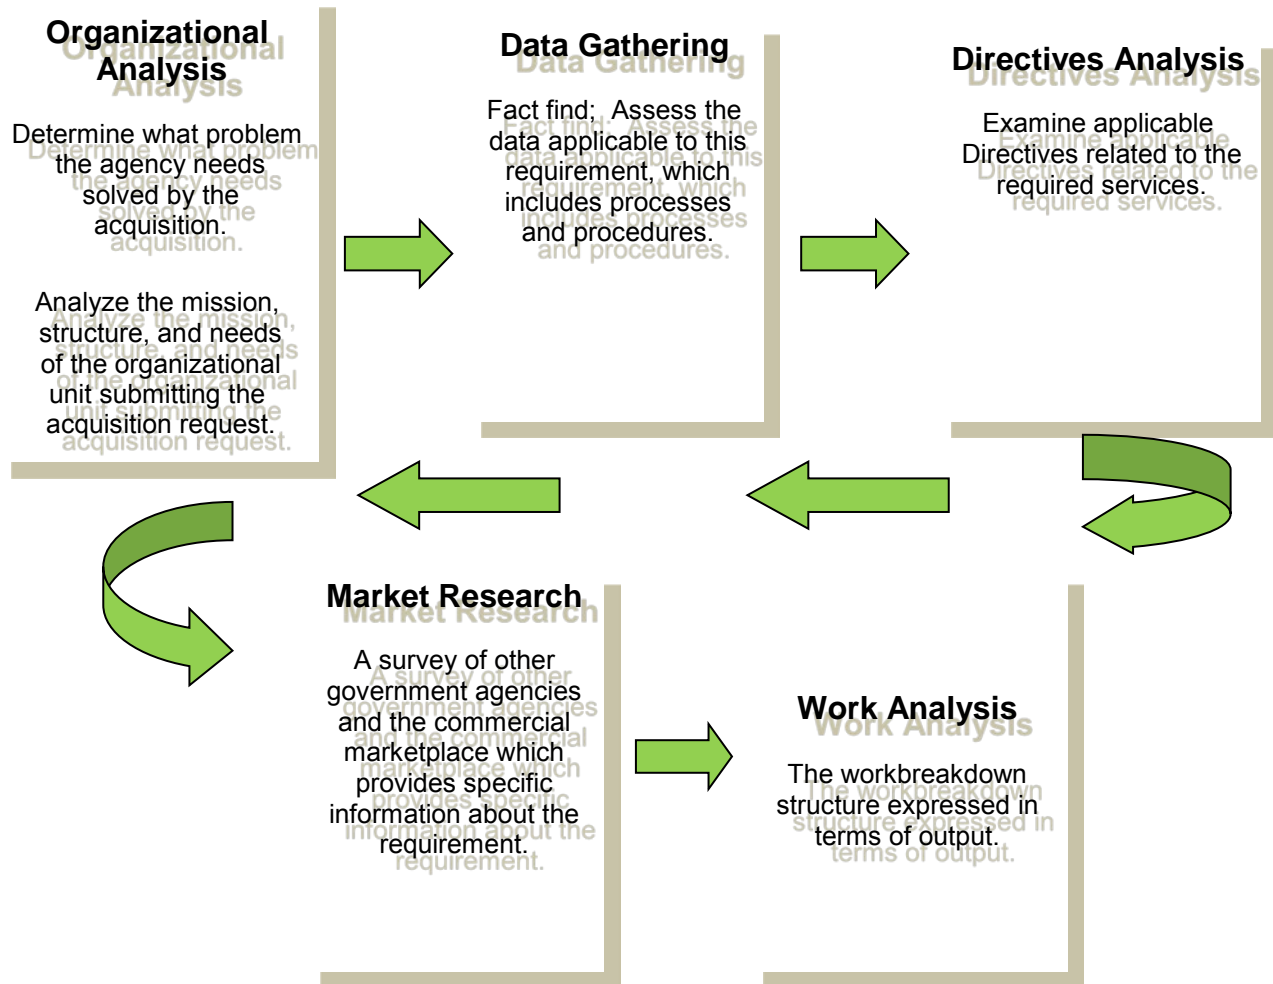 Organizational
Analysis
Determine what problem
the agency needs
solved by the
acquisition.
Analyze the mission,
structure, and needs
of the organizational
unit submitting the
acquisition request.
Data Gathering
Fact find;  Assess the
data applicable to this
requirement, which
includes processes
and procedures.
Directives Analysis
Examine applicable
Directives related to the
required services.
Market Research
A survey of other
government agencies
and the commercial
marketplace which
provides specific
information about the
requirement.
Work Analysis
The workbreakdown
structure expressed in
terms of output.